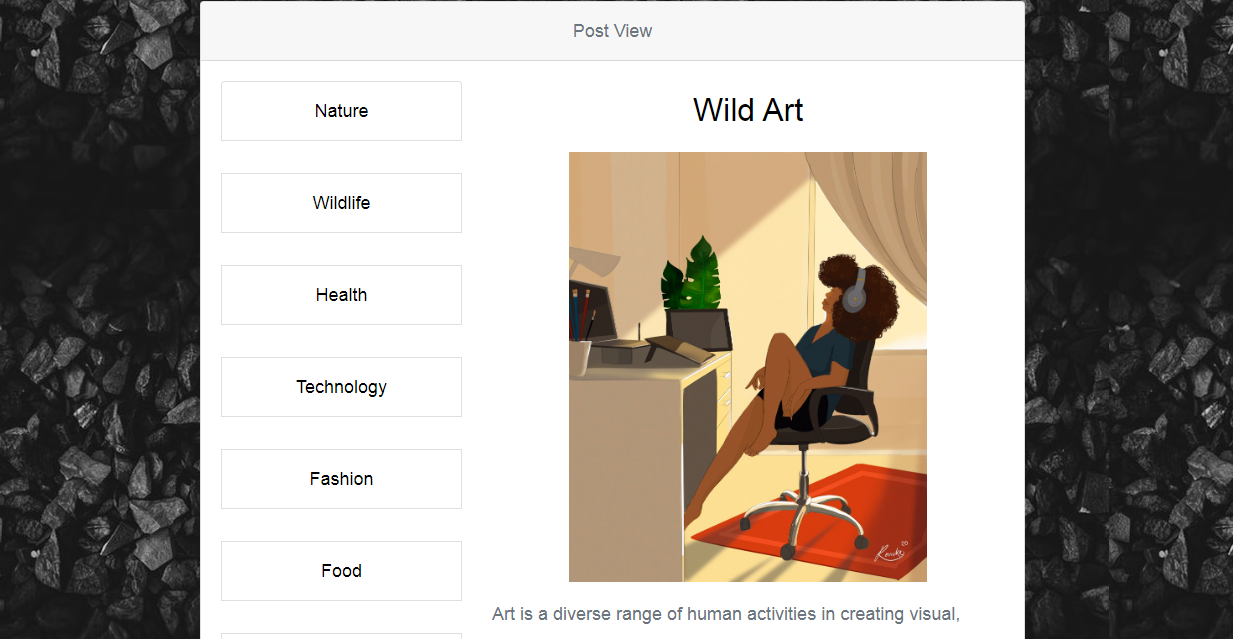 Post View
Nature
Wildlife
Health
Technology
Fashion
Food
Wild Art
Art is a diverse range of human activities in creating visual,